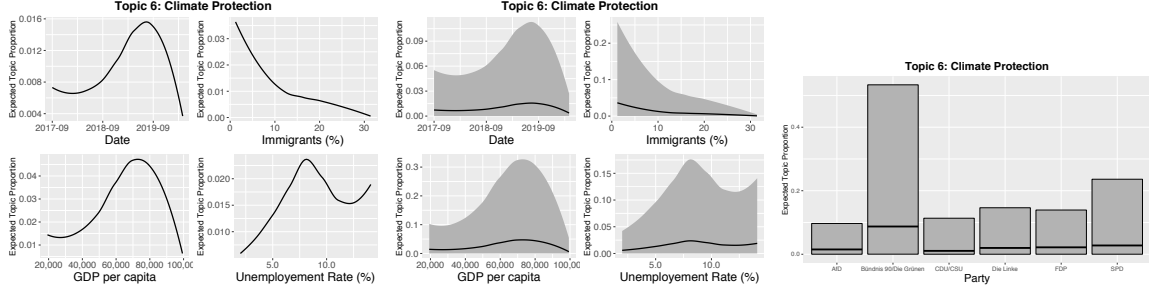 Topic 6: Climate Protection
Expected Topic Proportion
0.016
0.012
0.008
0.004
2017-09 2018-09 2019-09
Date
Expected Topic Proportion
0.03
0.02
0.01
0 10 20 30
Immigrants (%)
Expected Topic Proportion
0.04
0.03
0.02
0.01
20,000 40,000 60,000 80,000 100,00
GDP per capita
Expected Topic Proportion
0.020
0.015
0.010
5.0 10.0
Unemployement Rate (%)
Topic 6: Climate Protection
Expected Topic Proportion
0.09
0.06
0.03
0.00
2017-09 2018-09 2019-09
Date
Expected Topic Proportion
0.2
0.1
0.0
0 10 20 30
Immigrants (%)
Expected Topic Proportion
0.3
0.2
0.1
0.0
20,000 40,000 60,000 80,000 100,00
GDP per capita
Expected Topic Proportion
0.15
0.10
0.05
0.00
5.0 10.0
Unemployement Rate (%)
Topic 6: Climate Protection
Expected Topic Proportion
0.4
0.2
0.0
AfD Bündnis 90/Die Grünen CDU/CSU Die Linke FDP SPD
Party